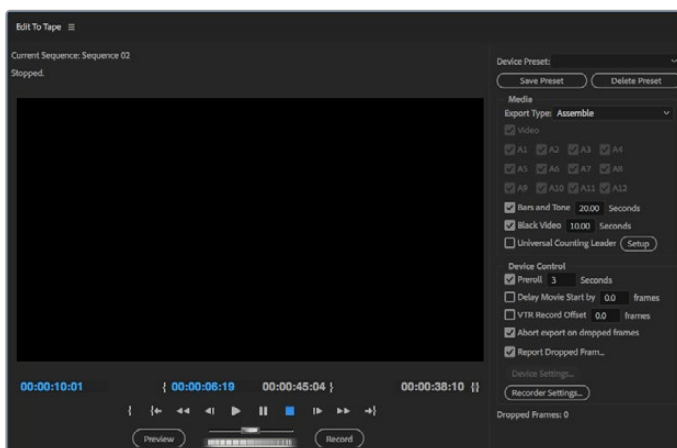 Edit To Tape
Current Sequence: Sequence 02
Stopped.
00:00:10:01
{ 00:00:06:19
00:00:45:04 }
00:00:38:10 {}
Preview
Record
Device Preset:
Save Preset
Delete Preset
Media
Export Type: Assemble
Video
A1 A2 A3 A4
A5 A6 A7 A8
A9 A10 A11 A12
Bars and Tone 20.00 Seconds
Black Video 10.00 Seconds
Universal Counting Leader Setup
Device Control
Preroll 3 Seconds
Delay Movie Start by 0.0 frames
VTR Record Offset 0.0 frames
Abort export on dropped frames
Report Dropped Fram...
Device Settings...
Recorder Settings...
Dropped Frames: 0